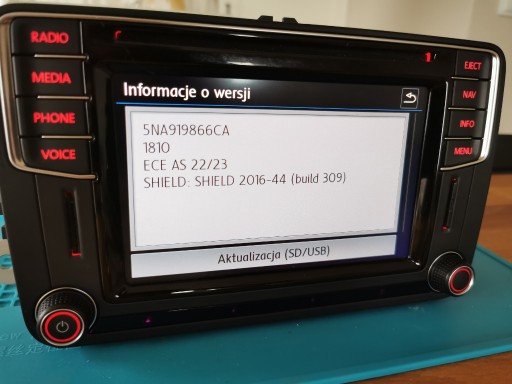 RADIO
MEDIA
PHONE
VOICE
EJECT
NAV
INFO
MENU
Informacje o wersji
5NA919866CA
1810
ECE AS 22/23
SHIELD: SHIELD 2016-44 (build 309)
Aktualizacja (SD/USB)